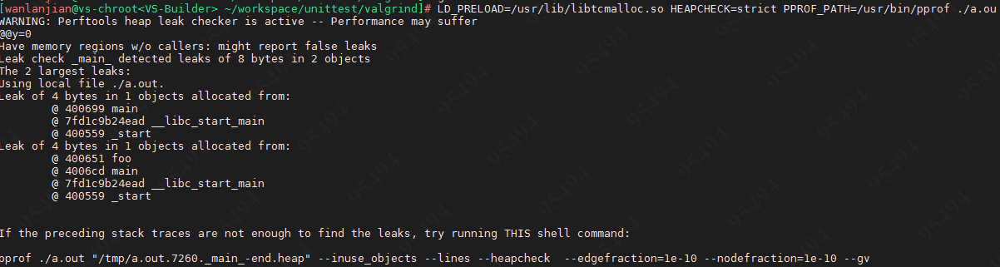 [wanlanjian@vs-chroot<VS-Builder> ~/workspace/unittest/valgrind]# LD_PRELOAD=/usr/lib/libtcmalloc.so HEAPCHECK=strict PPROF_PATH=/usr/bin/pprof ./a.ou
WARNING: Perftools heap leak checker is active -- Performance may suffer
@@y=0
Have memory regions w/o callers: might report false leaks
Leak check _main_ detected leaks of 8 bytes in 2 objects
The 2 largest leaks:
Using local file ./a.out.
Leak of 4 bytes in 1 objects allocated from:
@ 400699 main
@ 7fd1c9b24ead __libc_start_main
@ 400559 _start
Leak of 4 bytes in 1 objects allocated from:
@ 400651 foo
@ 4006cd main
@ 7fd1c9b24ead __libc_start_main
@ 400559 _start
If the preceding stack traces are not enough to find the leaks, try running THIS shell command:
pprof ./a.out "/tmp/a.out.7260._main_-end.heap" --inuse_objects --lines --heapcheck  --edgefraction=1e-10 --nodefraction=1e-10 --gv